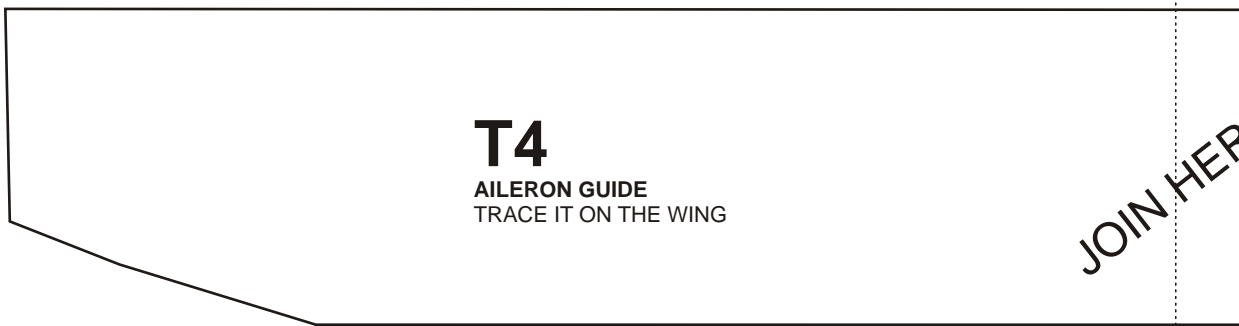 T4
AILERON GUIDE
TRACE IT ON THE WING
JOIN HER